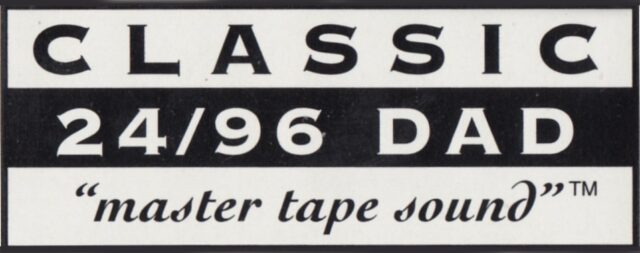 CLASSIC
24/96 DAD
“master tape sound”™